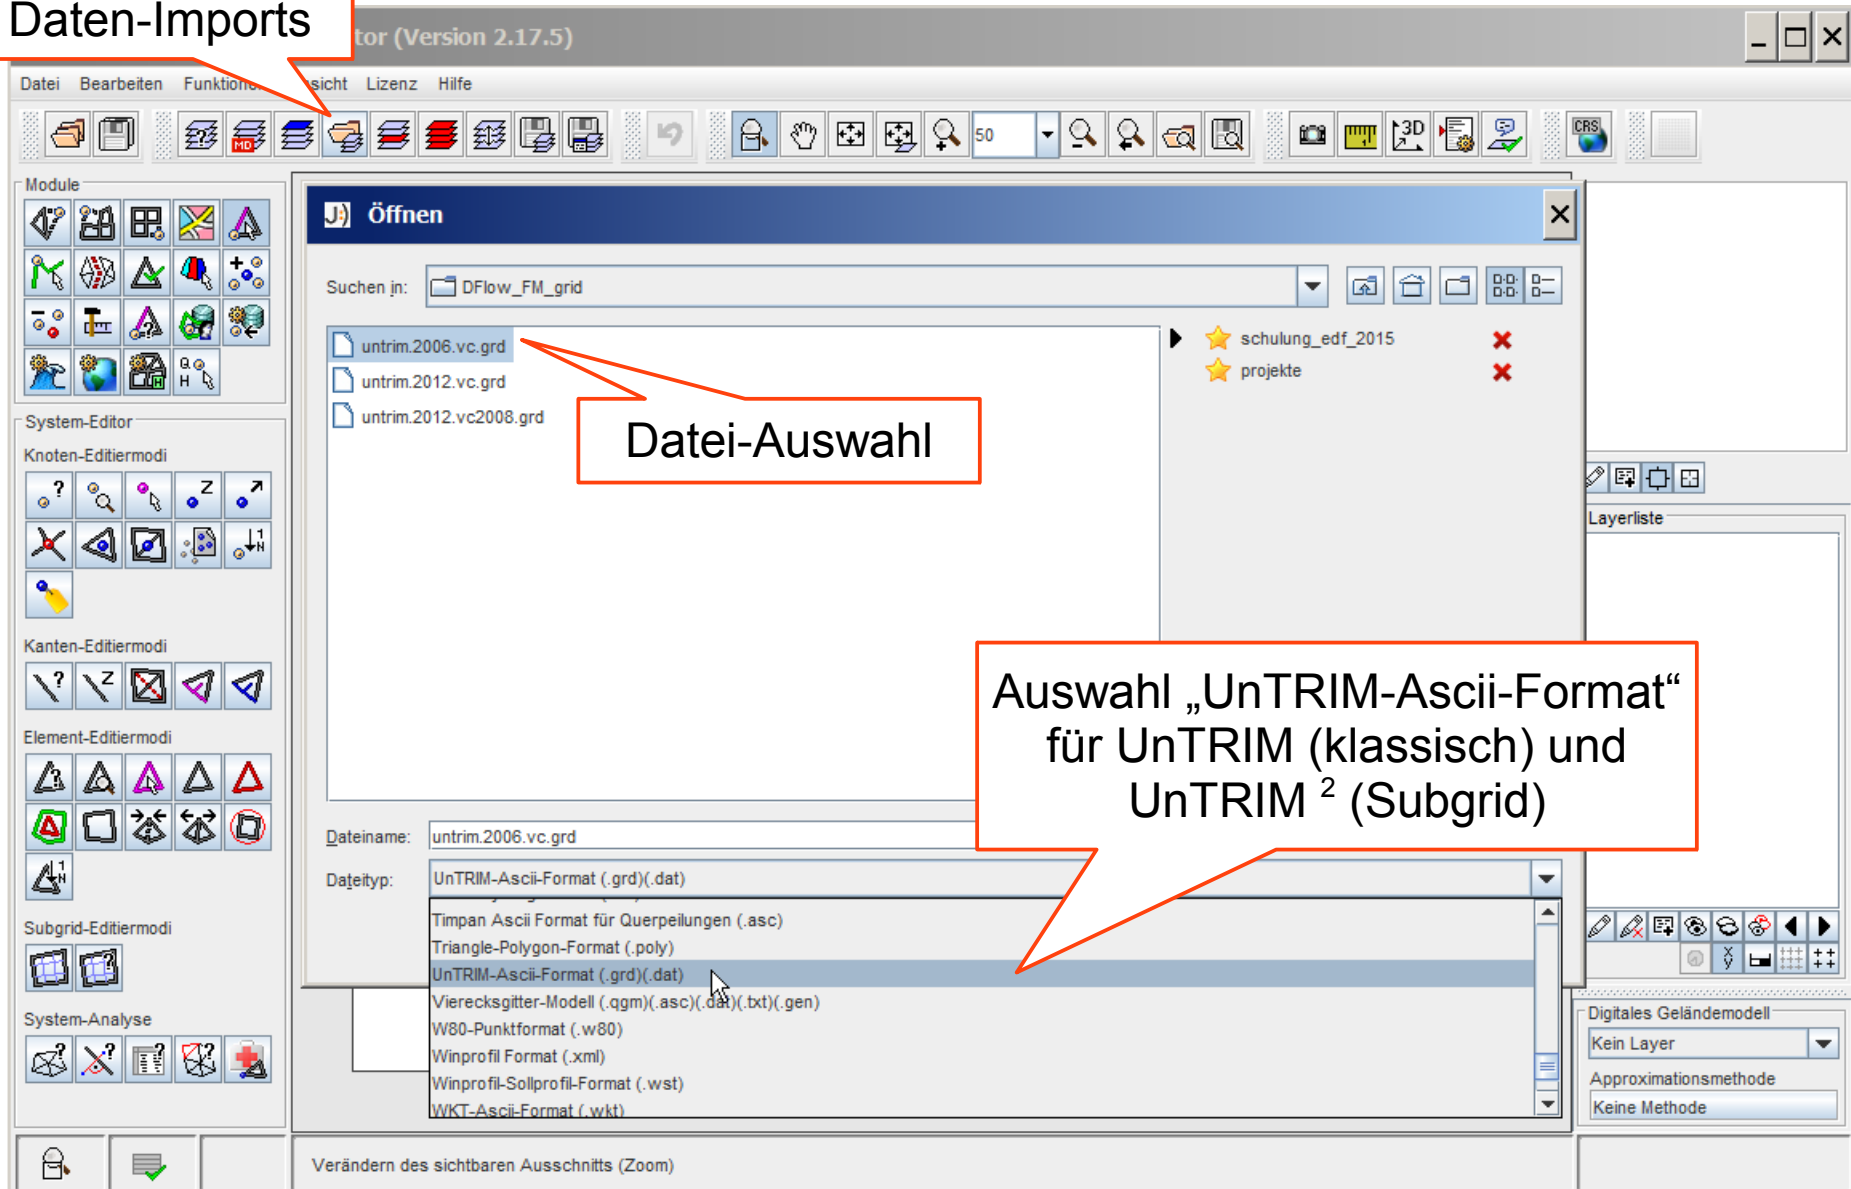 Daten-Imports
tor (Version 2.17.5)
Datei Bearbeiten Funktionen sicht Lizenz Hilfe
MD
50
3D
CRS
Module
J:) Öffnen
Suchen in: DFlow_FM_grid
untrim.2006.vc.grd
untrim.2012.vc.grd
untrim.2012.vc2008.grd
schulung_edf_2015
projekte
Datei-Auswahl
System-Editor
Knoten-Editiermodi
Layerliste
Kanten-Editiermodi
Element-Editiermodi
Auswahl „UnTRIM-Ascii-Format“
für UnTRIM (klassisch) und
UnTRIM ² (Subgrid)
Dateiname: untrim.2006.vc.grd
Dateityp: UnTRIM-Ascii-Format (.grd)(.dat)
Timpan Ascii Format für Querpeilungen (.asc)
Triangle-Polygon-Format (.poly)
UnTRIM-Ascii-Format (.grd)(.dat)
Vierecksgitter-Modell (.qgm)(.asc)(.dat)(.txt)(.gen)
W80-Punktformat (.w80)
Winprofil Format (.xml)
Winprofil-Sollprofil-Format (.wst)
WKT-Ascii-Format (.wkt)
Subgrid-Editiermodi
System-Analyse
Digitales Geländemodell
Kein Layer
Approximationsmethode
Keine Methode
Verändern des sichtbaren Ausschnitts (Zoom)